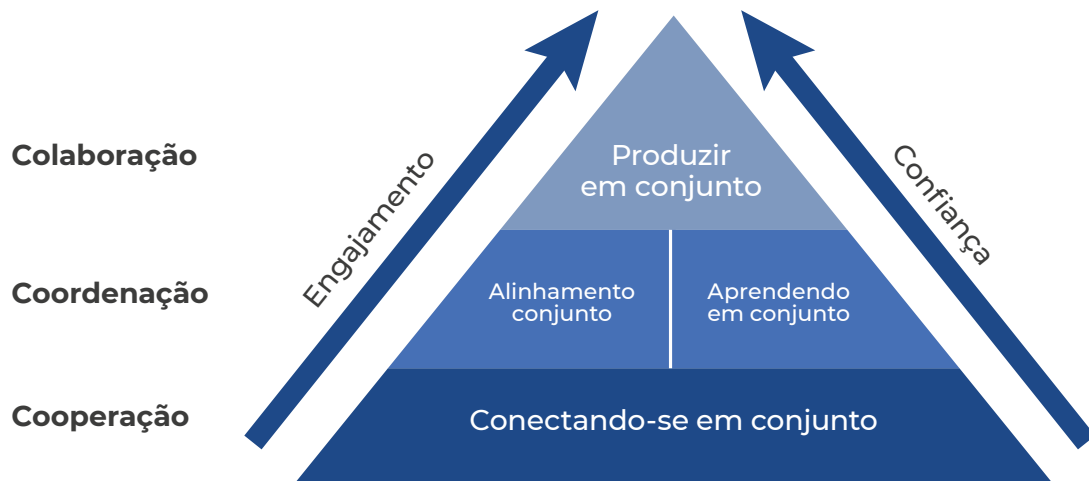 Colaboração
Engajamento
Produzir
em conjunto
Confiança
Coordenação
Alinhamento
conjunto
Aprendendo
em conjunto
Cooperação
Conectando-se em conjunto